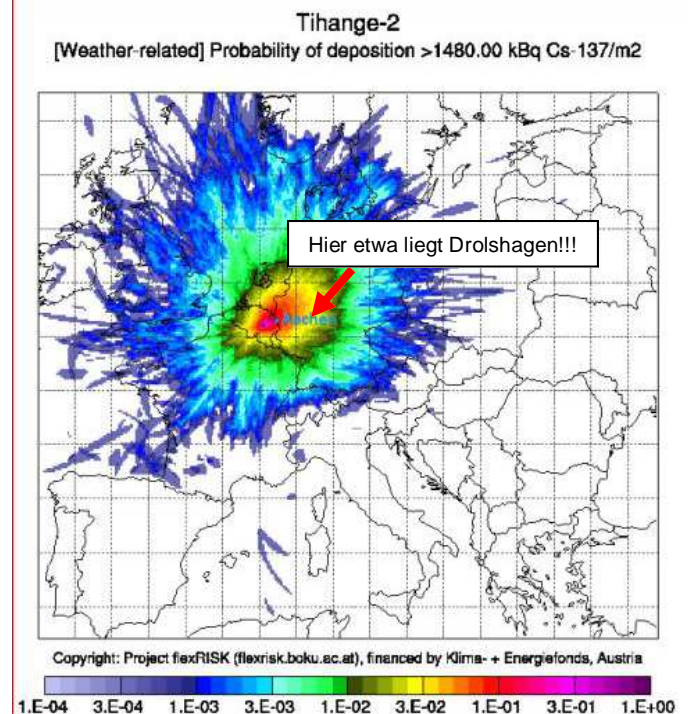 Tihange-2
[Weather-related] Probability of deposition >1480.00 kBq Cs-137/m2
Hier etwa liegt Drolshagen!!!
Aachen
Copyright: Project flexRISK (flexrisk.boku.ac.at), financed by Klima- + Energiefonds, Austria
1.E-04 3.E-04 1.E-03 3.E-03 1.E-02 3.E-02 1.E-01 3.E-01 1.E+00